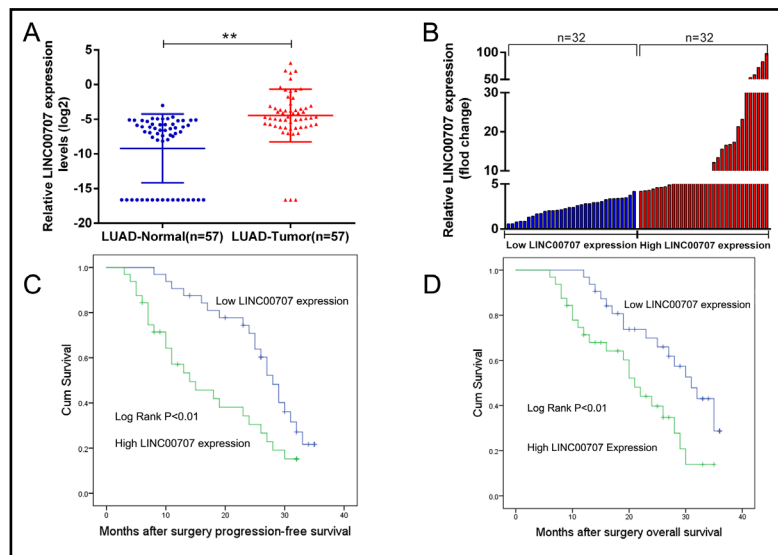 A
**
Relative LINC00707 expression
levels (log2)
5
0
-5
-10
-15
-20
LUAD-Normal(n=57)
LUAD-Tumor(n=57)
B
n=32
n=32
Relative LINC00707 expression
(flod change)
100
50
30
20
10
5
0
Low LINC00707 expression
High LINC00707 expression
C
Cum Survival
1.0
0.8
0.6
0.4
0.2
0.0
Low LINC00707 expression
Log Rank P<0.01
High LINC00707 expression
0
10
20
30
40
Months after surgery progression-free survival
D
Cum Survival
1.0
0.8
0.6
0.4
0.2
0.0
Low LINC00707 expression
Log Rank P<0.01
High LINC00707 Expression
0
10
20
30
40
Months after surgery overall survival